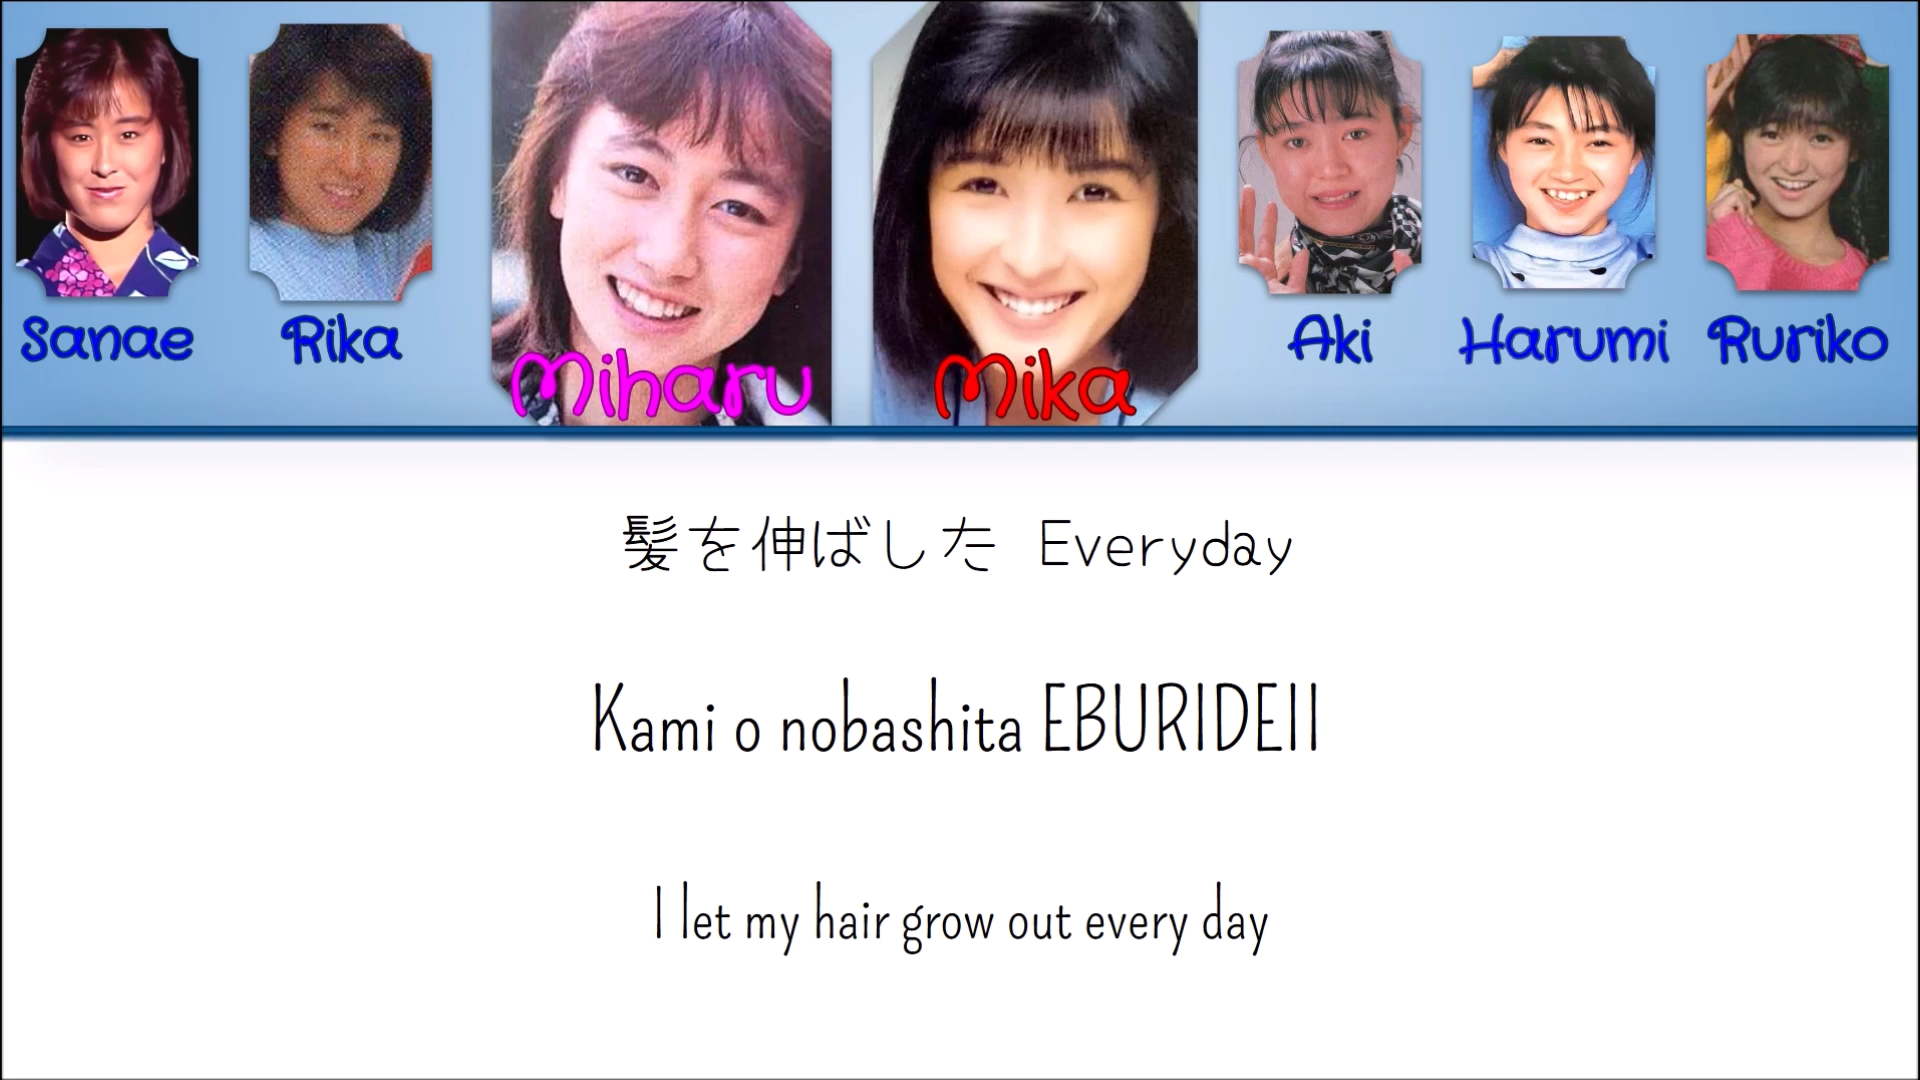 Sanae
Rika
Miharu
Mika
Aki
Harumi
Ruriko
髪を伸ばした Everyday
Kami o nobashita EBURIDEII
I let my hair grow out every day